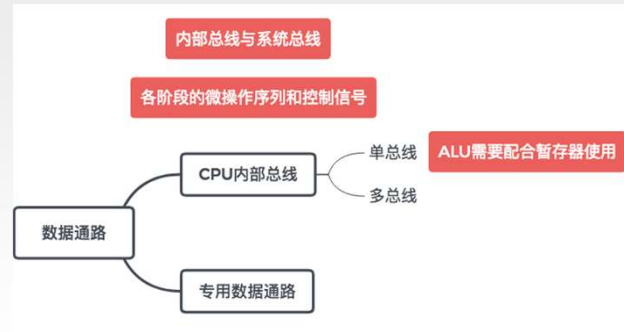 内部总线与系统总线
各阶段的微操作序列和控制信号
单总线
ALU需要配合暂存器使用
CPU内部总线
多总线
数据通路
专用数据通路